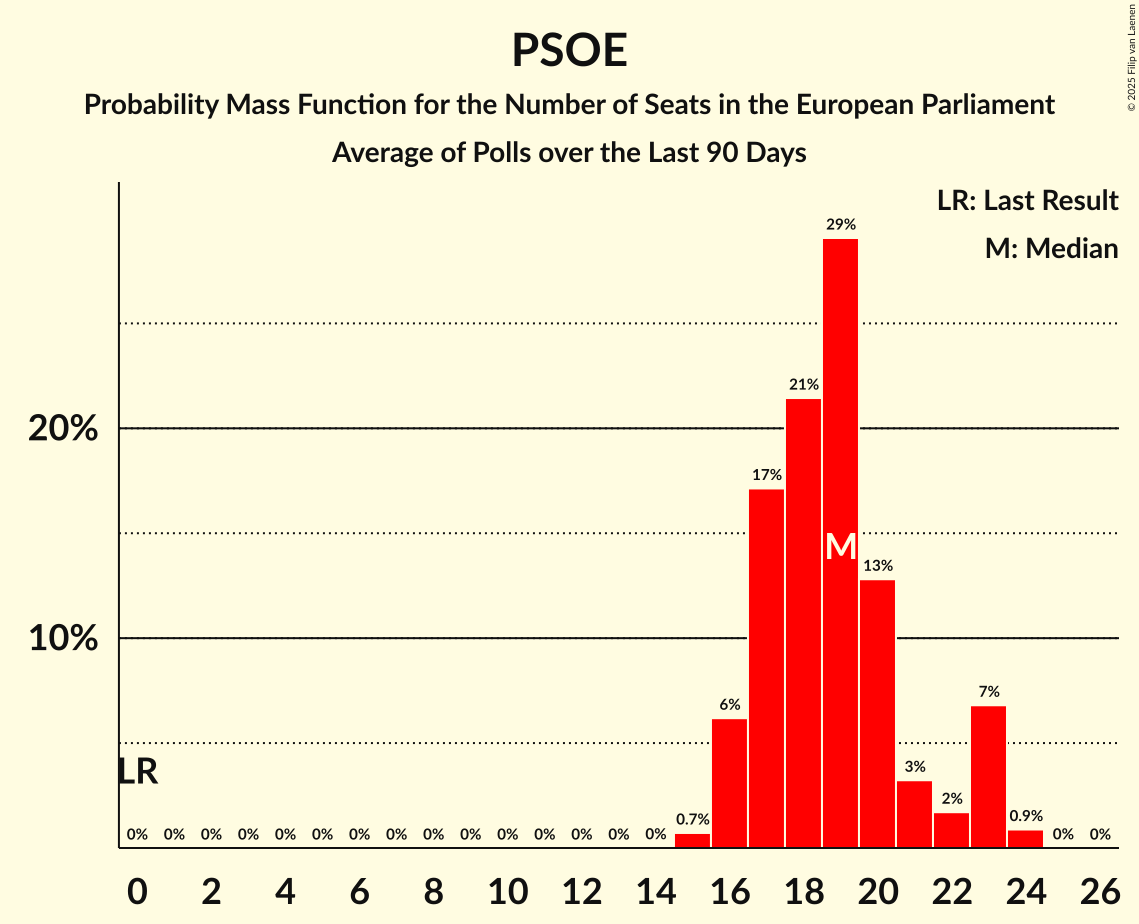 PSOE
Probability Mass Function for the Number of Seats in the European Parliament
Average of Polls over the Last 90 Days
© 2025 Filip van Laenen
LR: Last Result
M: Median
29%
21%
20%
17%
M
13%
10%
7%
6%
LR
3%
2%
0.9%
0.7%
0% 0% 0% 0% 0% 0% 0% 0% 0% 0% 0% 0% 0% 0% 0% 0% 0%
0 2 4 6 8 10 12 14 16 18 20 22 24 26